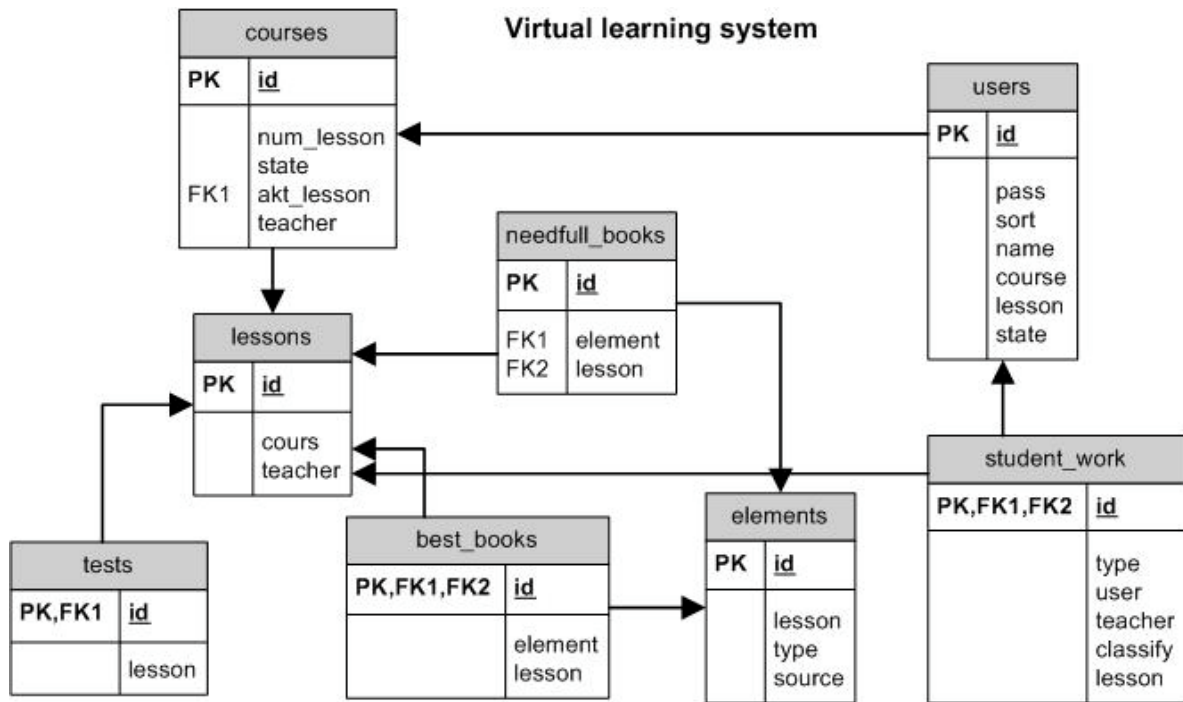 Virtual learning system
courses
PK id
num_lesson
state
FK1 akt_lesson
teacher
users
PK id
pass
sort
name
course
lesson
state
needfull_books
PK id
FK1 element
FK2 lesson
lessons
PK id
cours
teacher
student_work
PK,FK1,FK2 id
type
user
teacher
classify
lesson
elements
PK id
lesson
type
source
best_books
PK,FK1,FK2 id
element
lesson
tests
PK,FK1 id
lesson